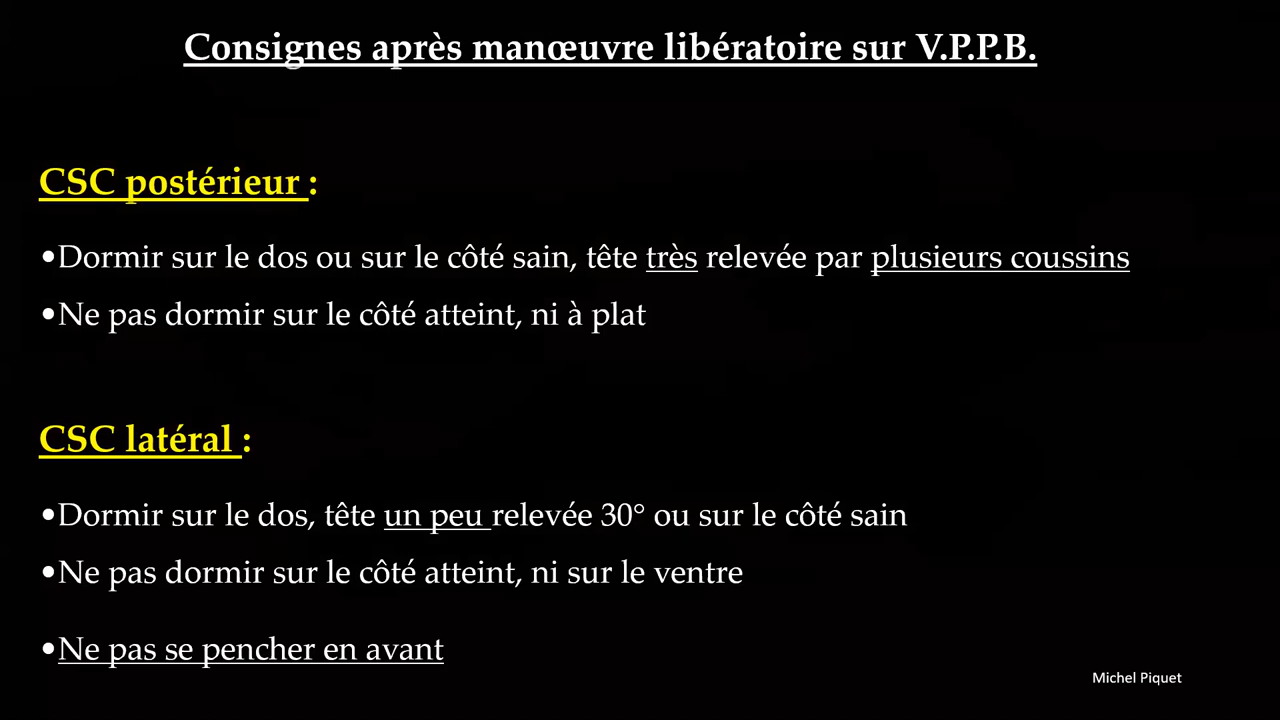 Consignes après manœuvre libératoire sur V.P.P.B.
CSC postérieur :
•Dormir sur le dos ou sur le côté sain, tête très relevée par plusieurs coussins
•Ne pas dormir sur le côté atteint, ni à plat
CSC latéral :
•Dormir sur le dos, tête un peu relevée 30° ou sur le côté sain
•Ne pas dormir sur le côté atteint, ni sur le ventre
•Ne pas se pencher en avant
Michel Piquet